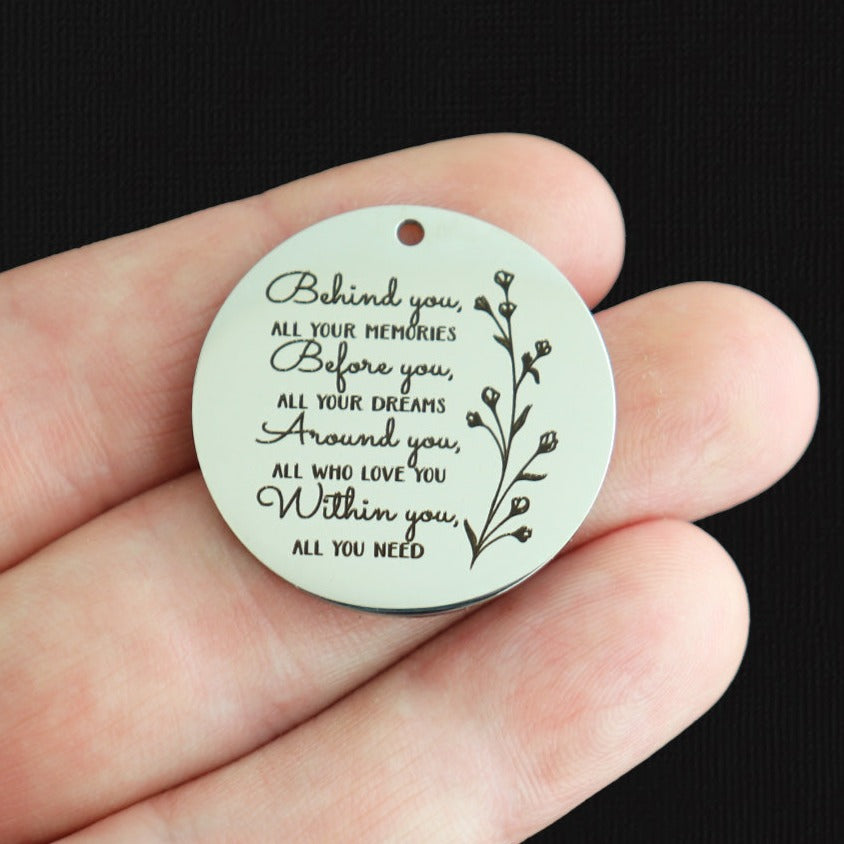 Behind you,
ALL YOUR MEMORIES
Before you,
ALL YOUR DREAMS
Around you,
ALL WHO LOVE YOU
Within you,
ALL YOU NEED